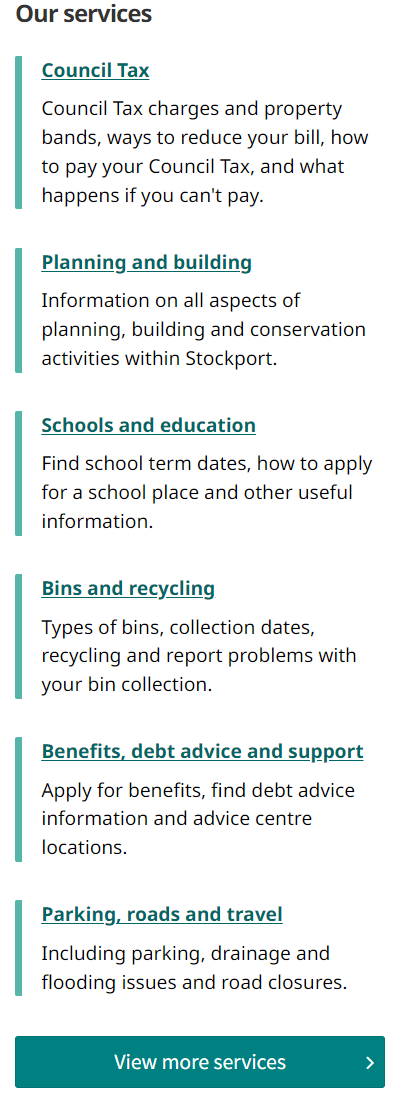 Our services
Council Tax
Council Tax charges and property
bands, ways to reduce your bill, how
to pay your Council Tax, and what
happens if you can't pay.
Planning and building
Information on all aspects of
planning, building and conservation
activities within Stockport.
Schools and education
Find school term dates, how to apply
for a school place and other useful
information.
Bins and recycling
Types of bins, collection dates,
recycling and report problems with
your bin collection.
Benefits, debt advice and support
Apply for benefits, find debt advice
information and advice centre
locations.
Parking, roads and travel
Including parking, drainage and
flooding issues and road closures.
View more services